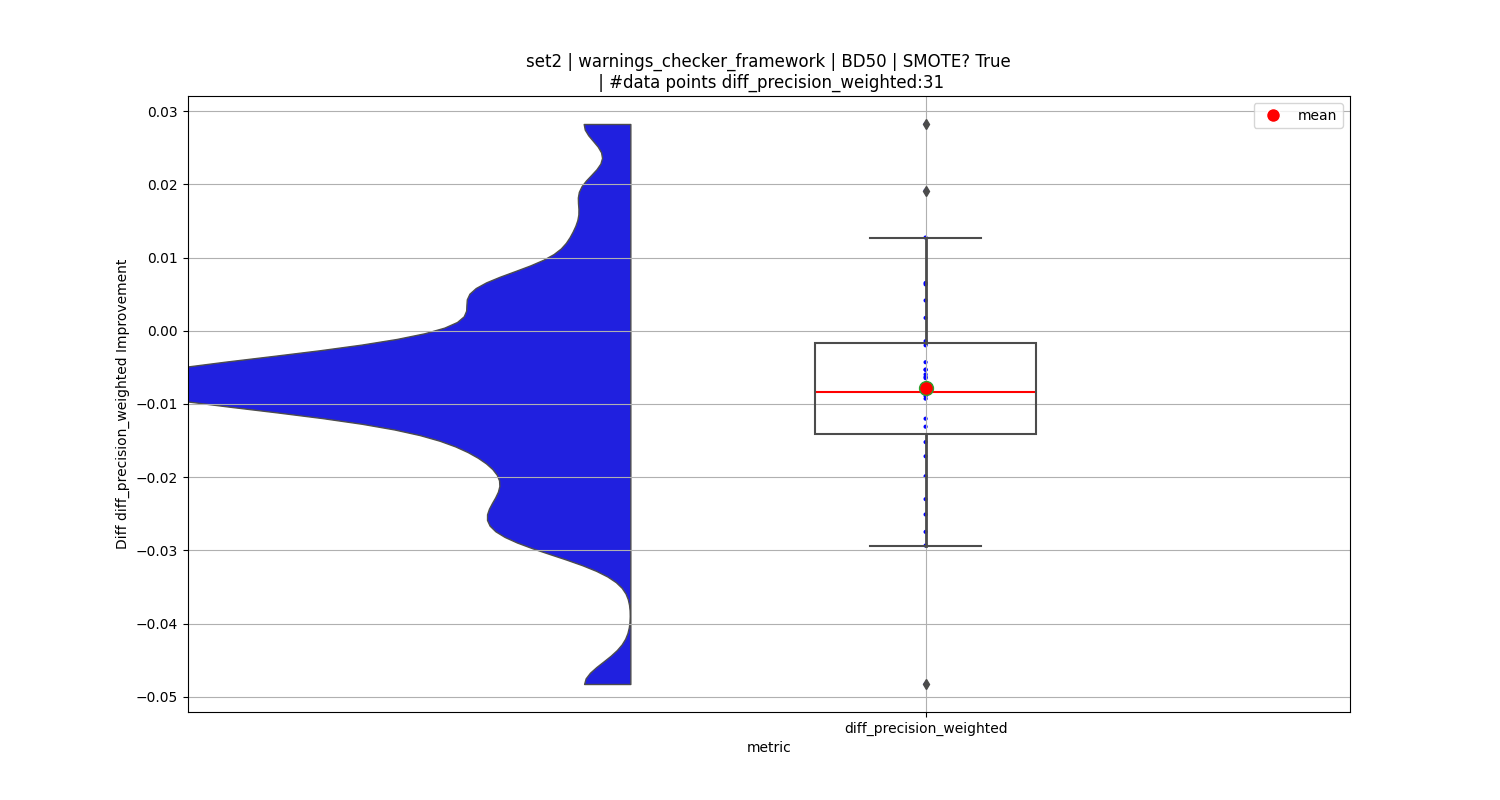 set2 | warnings_checker_framework | BD50 | SMOTE? True
| #data points diff_precision_weighted:31
mean
0.03
0.02
0.01
0.00
−0.01
−0.02
−0.03
−0.04
−0.05
Diff diff_precision_weighted Improvement
diff_precision_weighted
metric